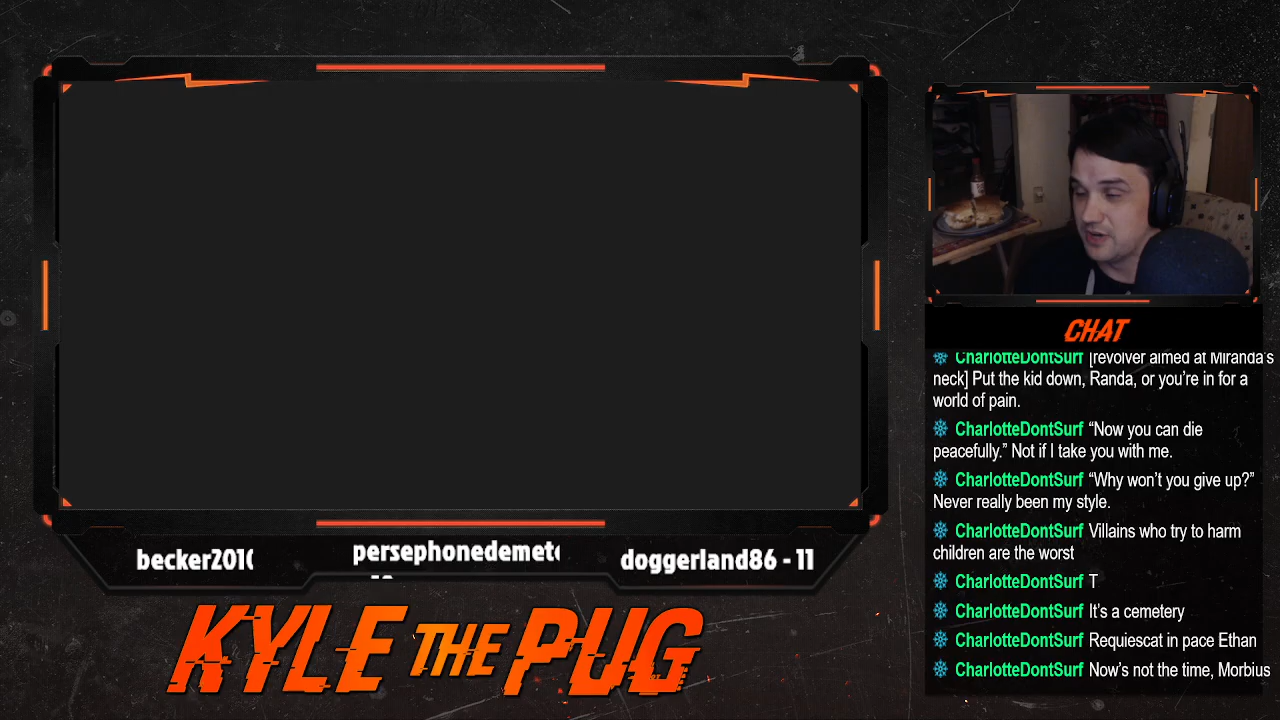 CHAT
CharlotteDontSurf [revolver aimed at Miranda's
neck] Put the kid down, Randa, or you're in for a
world of pain.
CharlotteDontSurf “Now you can die
peacefully.” Not if I take you with me.
CharlotteDontSurf “Why won’t you give up?”
Never really been my style.
CharlotteDontSurf Villains who try to harm
children are the worst
CharlotteDontSurf T
CharlotteDontSurf It’s a cemetery
CharlotteDontSurf Requiescat in pace Ethan
CharlotteDontSurf Now’s not the time, Morbius
becker201
persephonedemet
doggerland86 - 11
KYLE THE PUG